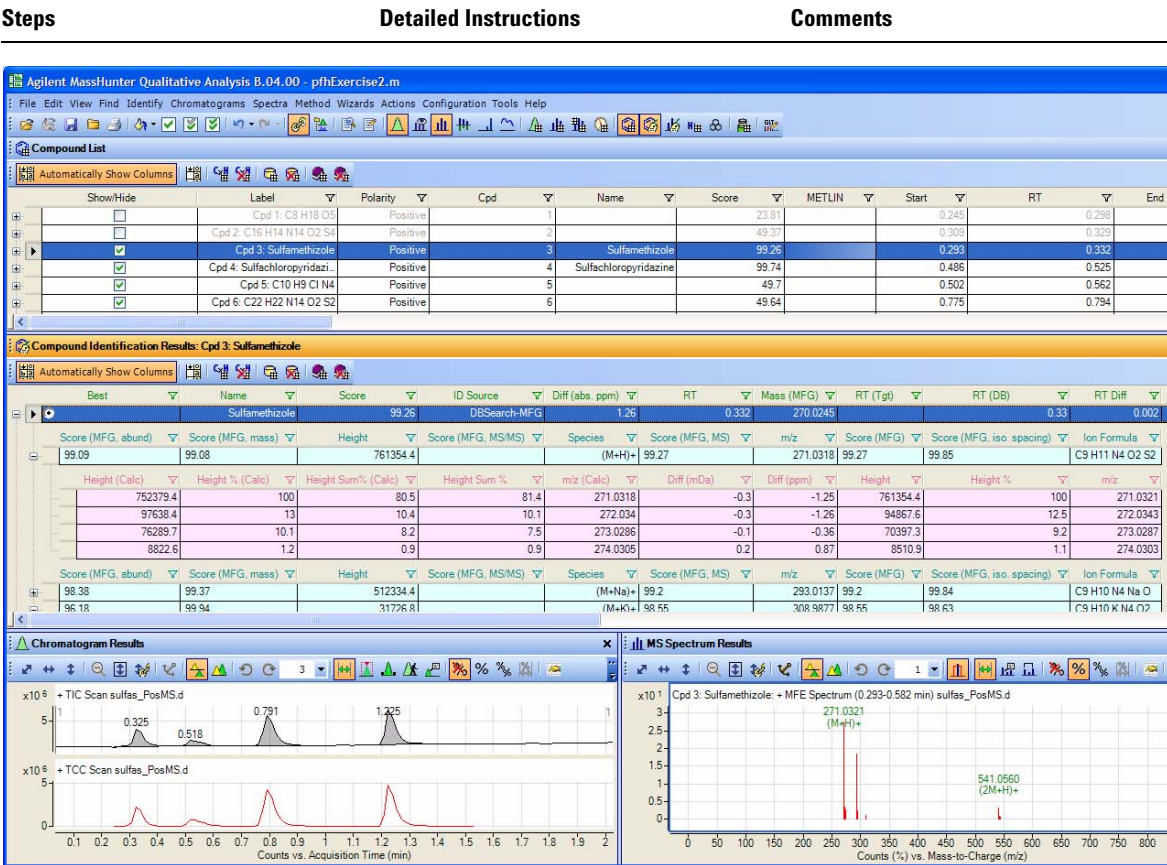 Steps Detailed Instructions Comments
Agilent MassHunter Qualitative Analysis B.04.00 - pfhExercise2.m
File Edit View Find Identify Chromatograms Spectra Method Wizards Actions Configuration Tools Help
3
Compound List
Automatically Show Columns
Show/Hide Label Polarity Cpd Name Score METLIN Start RT End
Cpd 1: C8 H18 O5 Positive 1 23.81 0.245 0.298
Cpd 2: C16 H14 N14 O2 S4 Positive 2 49.37 0.309 0.329
Cpd 3: Sulfamethizole Positive 3 Sulfamethizole 99.26 0.293 0.332
Cpd 4: Sulfachloropyridazi... Positive 4 Sulfachloropyridazine 99.74 0.486 0.525
Cpd 5: C10 H9 Cl N4 Positive 5 49.7 0.502 0.562
Cpd 6: C22 H22 N14 O2 S2 Positive 6 49.64 0.775 0.794
Compound Identification Results: Cpd 3: Sulfamethizole
Automatically Show Columns
Best Name Score ID Source Diff (abs. ppm) RT Mass (MFG) RT (Tgt) RT (DB) RT Diff
Sulfamethizole 99.26 DBSearch-MFG 1.26 0.332 270.0245 0.33 0.002
Score (MFG, abund) Score (MFG, mass) Height Score (MFG, MS/MS) Species Score (MFG, MS) m/z Score (MFG) Score (MFG, iso. spacing) Ion Formula
99.09 99.08 761354.4 (M+H)+ 99.27 271.0318 99.27 99.85 C9 H11 N4 O2 S2
Height (Calc) Height % (Calc) Height Sum% (Calc) Height Sum % m/z (Calc) Diff (mDa) Diff (ppm) Height Height % m/z
752379.4 100 80.5 81.4 271.0318 -0.3 -1.25 761354.4 100 271.0321
97638.4 13 10.4 10.1 272.034 -0.3 -1.26 94867.6 12.5 272.0343
76289.7 10.1 8.2 7.5 273.0286 -0.1 -0.36 70397.3 9.2 273.0287
8822.6 1.2 0.9 0.9 274.0305 0.2 0.87 8510.9 1.1 274.0303
Score (MFG, abund) Score (MFG, mass) Height Score (MFG, MS/MS) Species Score (MFG, MS) m/z Score (MFG) Score (MFG, iso. spacing) Ion Formula
98.38 99.37 512334.4 (M+Na)+ 99.2 293.0137 99.2 99.84 C9 H10 N4 Na O
96.18 99.94 31726.8 (M+K)+ 98.55 308.9877 98.55 98.63 C9 H10 K N4 O2
Chromatogram Results
3 %
x10 6 + TIC Scan sulfas_PosMS.d
1 1
5
0.325 0.518 0.791 1.225
x10 6 + TCC Scan sulfas_PosMS.d
5
0
0.1 0.2 0.3 0.4 0.5 0.6 0.7 0.8 0.9 1 1.1 1.2 1.3 1.4 1.5 1.6 1.7 1.8 1.9 2
Counts vs. Acquisition Time (min)
MS Spectrum Results
1 %
x10 1 Cpd 3: Sulfamethizole: + MFE Spectrum (0.293-0.582 min) sulfas_PosMS.d
3
2.5
2
1.5
1
0.5
0
271.0321
(M+H)+
541.0560
(2M+H)+
0 50 100 150 200 250 300 350 400 450 500 550 600 650 700 750 800
Counts (%) vs. Mass-to-Charge (m/z)